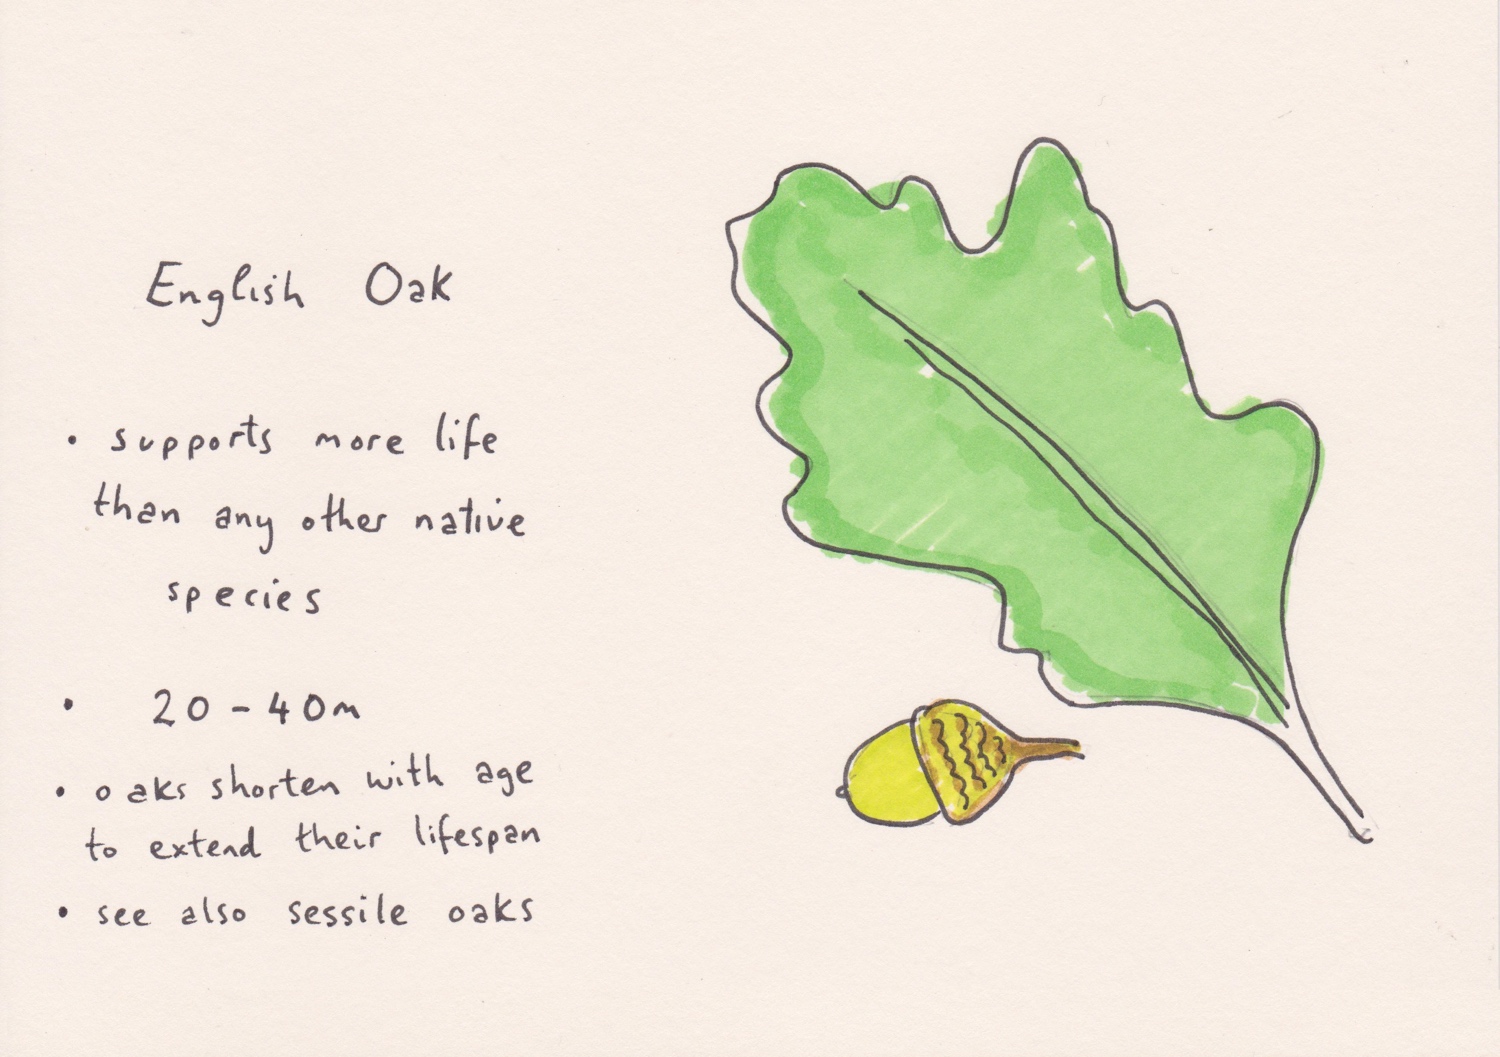 English Oak
• supports more life
than any other native
species
• 20-40m
• oaks shorten with age
to extend their lifespan
• see also sessile oaks